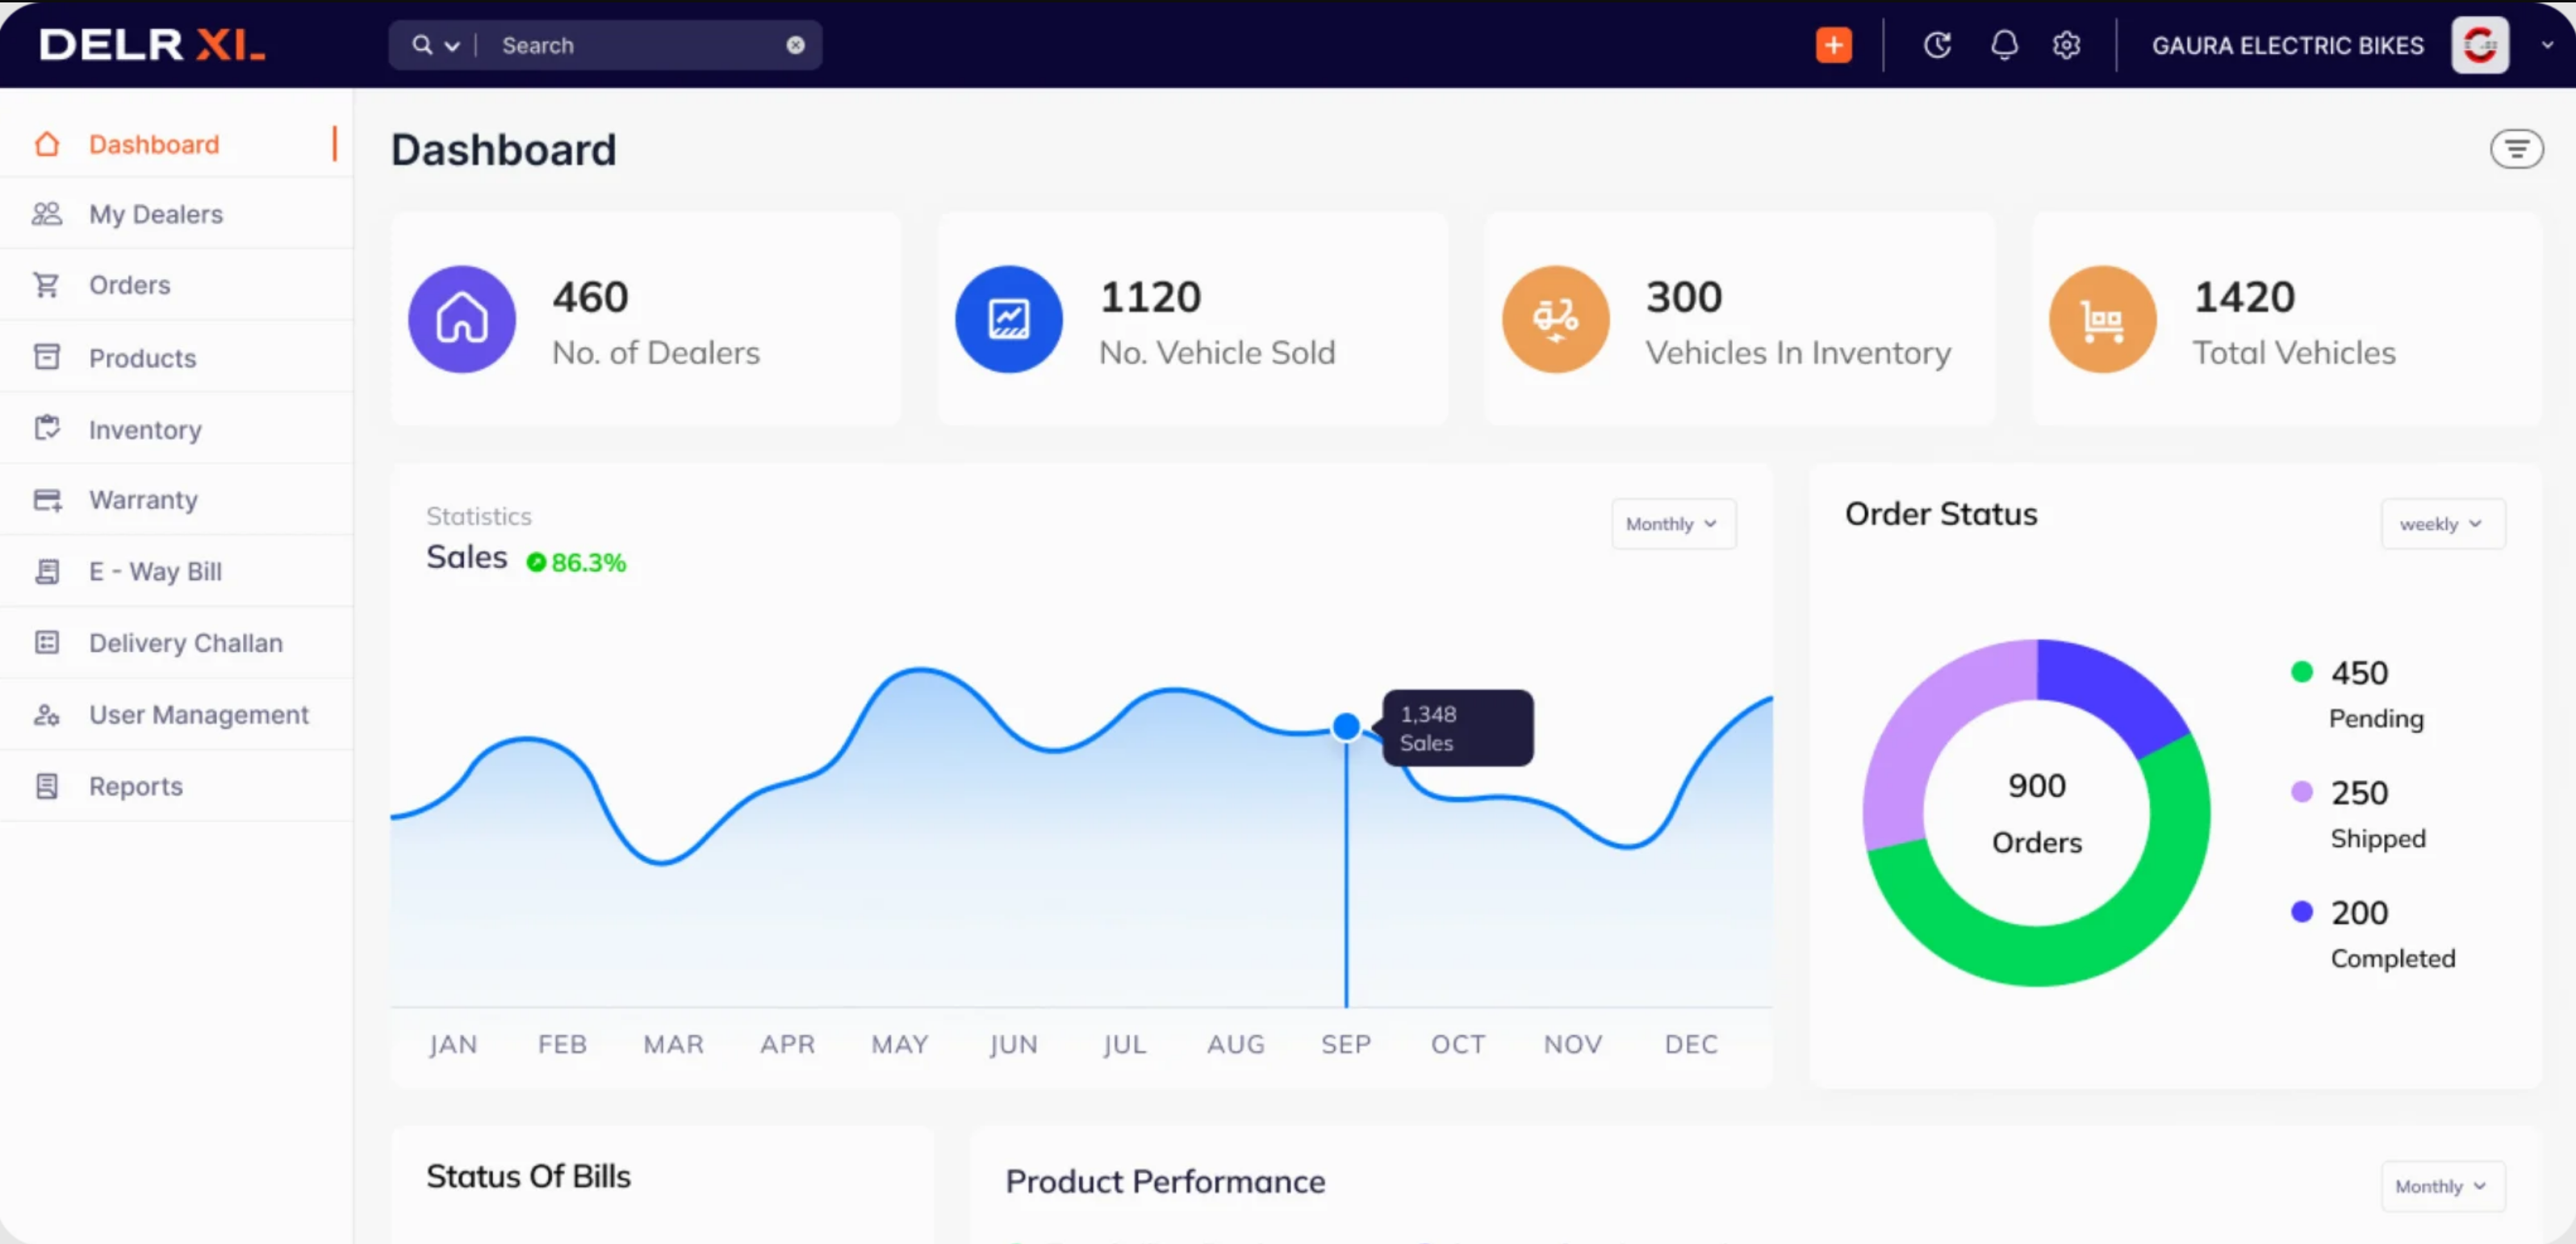 DELR XL
Search
GAURA ELECTRIC BIKES
Dashboard
My Dealers
Orders
Products
Inventory
Warranty
E - Way Bill
Delivery Challan
User Management
Reports
Dashboard
460
No. of Dealers
1120
No. Vehicle Sold
300
Vehicles In Inventory
1420
Total Vehicles
Statistics
Sales 86.3%
Monthly
1,348
Sales
JAN FEB MAR APR MAY JUN JUL AUG SEP OCT NOV DEC
Order Status
weekly
900
Orders
450
Pending
250
Shipped
200
Completed
Status Of Bills
Product Performance
Monthly